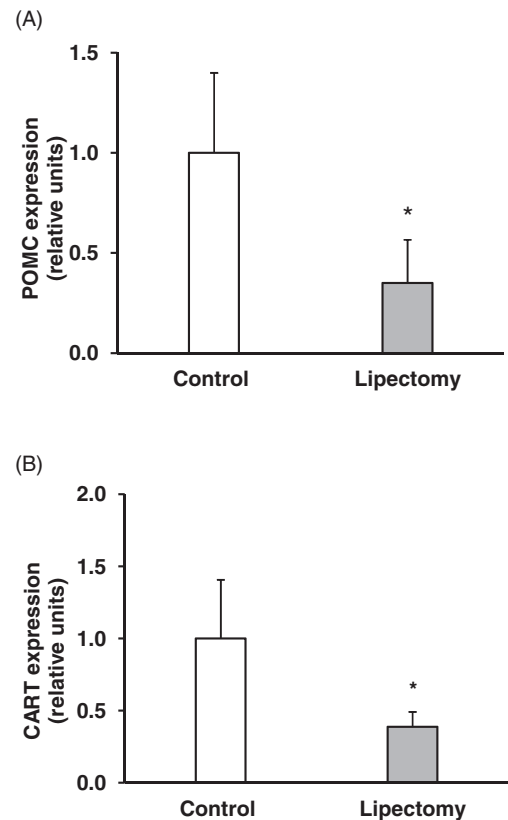 (A)
1.5
1.0
0.5
0.0
POMC expression
(relative units)
*
Control Lipectomy
(B)
2.0
1.5
1.0
0.5
0.0
CART expression
(relative units)
*
Control Lipectomy